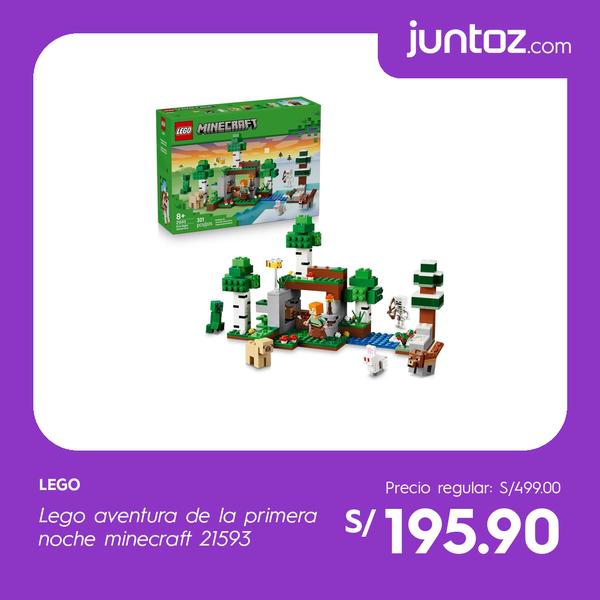 juntoz.com
LEGO MINECRAFT
8+
301
LEGO
Lego aventura de la primera
noche minecraft 21593
Precio regular: S/499.00
S/195.90